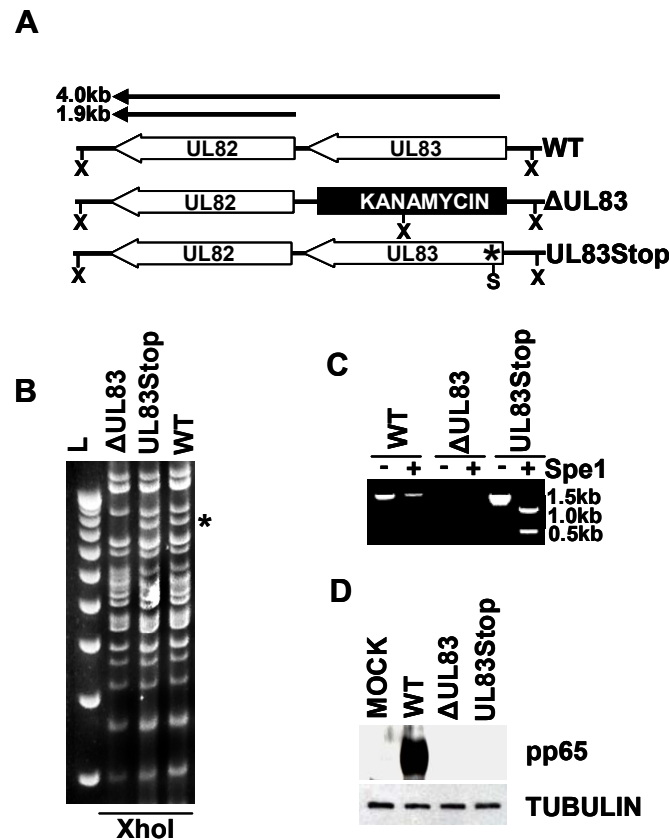 A
4.0kb
1.9kb
UL82 UL83 WT
X X
UL82 KANAMYCIN ΔUL83
X X X
UL82 UL83 * UL83Stop
X S X
B
L ΔUL83 UL83Stop WT
*
XhoI
C
WT ΔUL83 UL83Stop
- + - + - + Spe1
1.5kb
1.0kb
0.5kb
D
MOCK WT ΔUL83 UL83Stop
pp65
TUBULIN